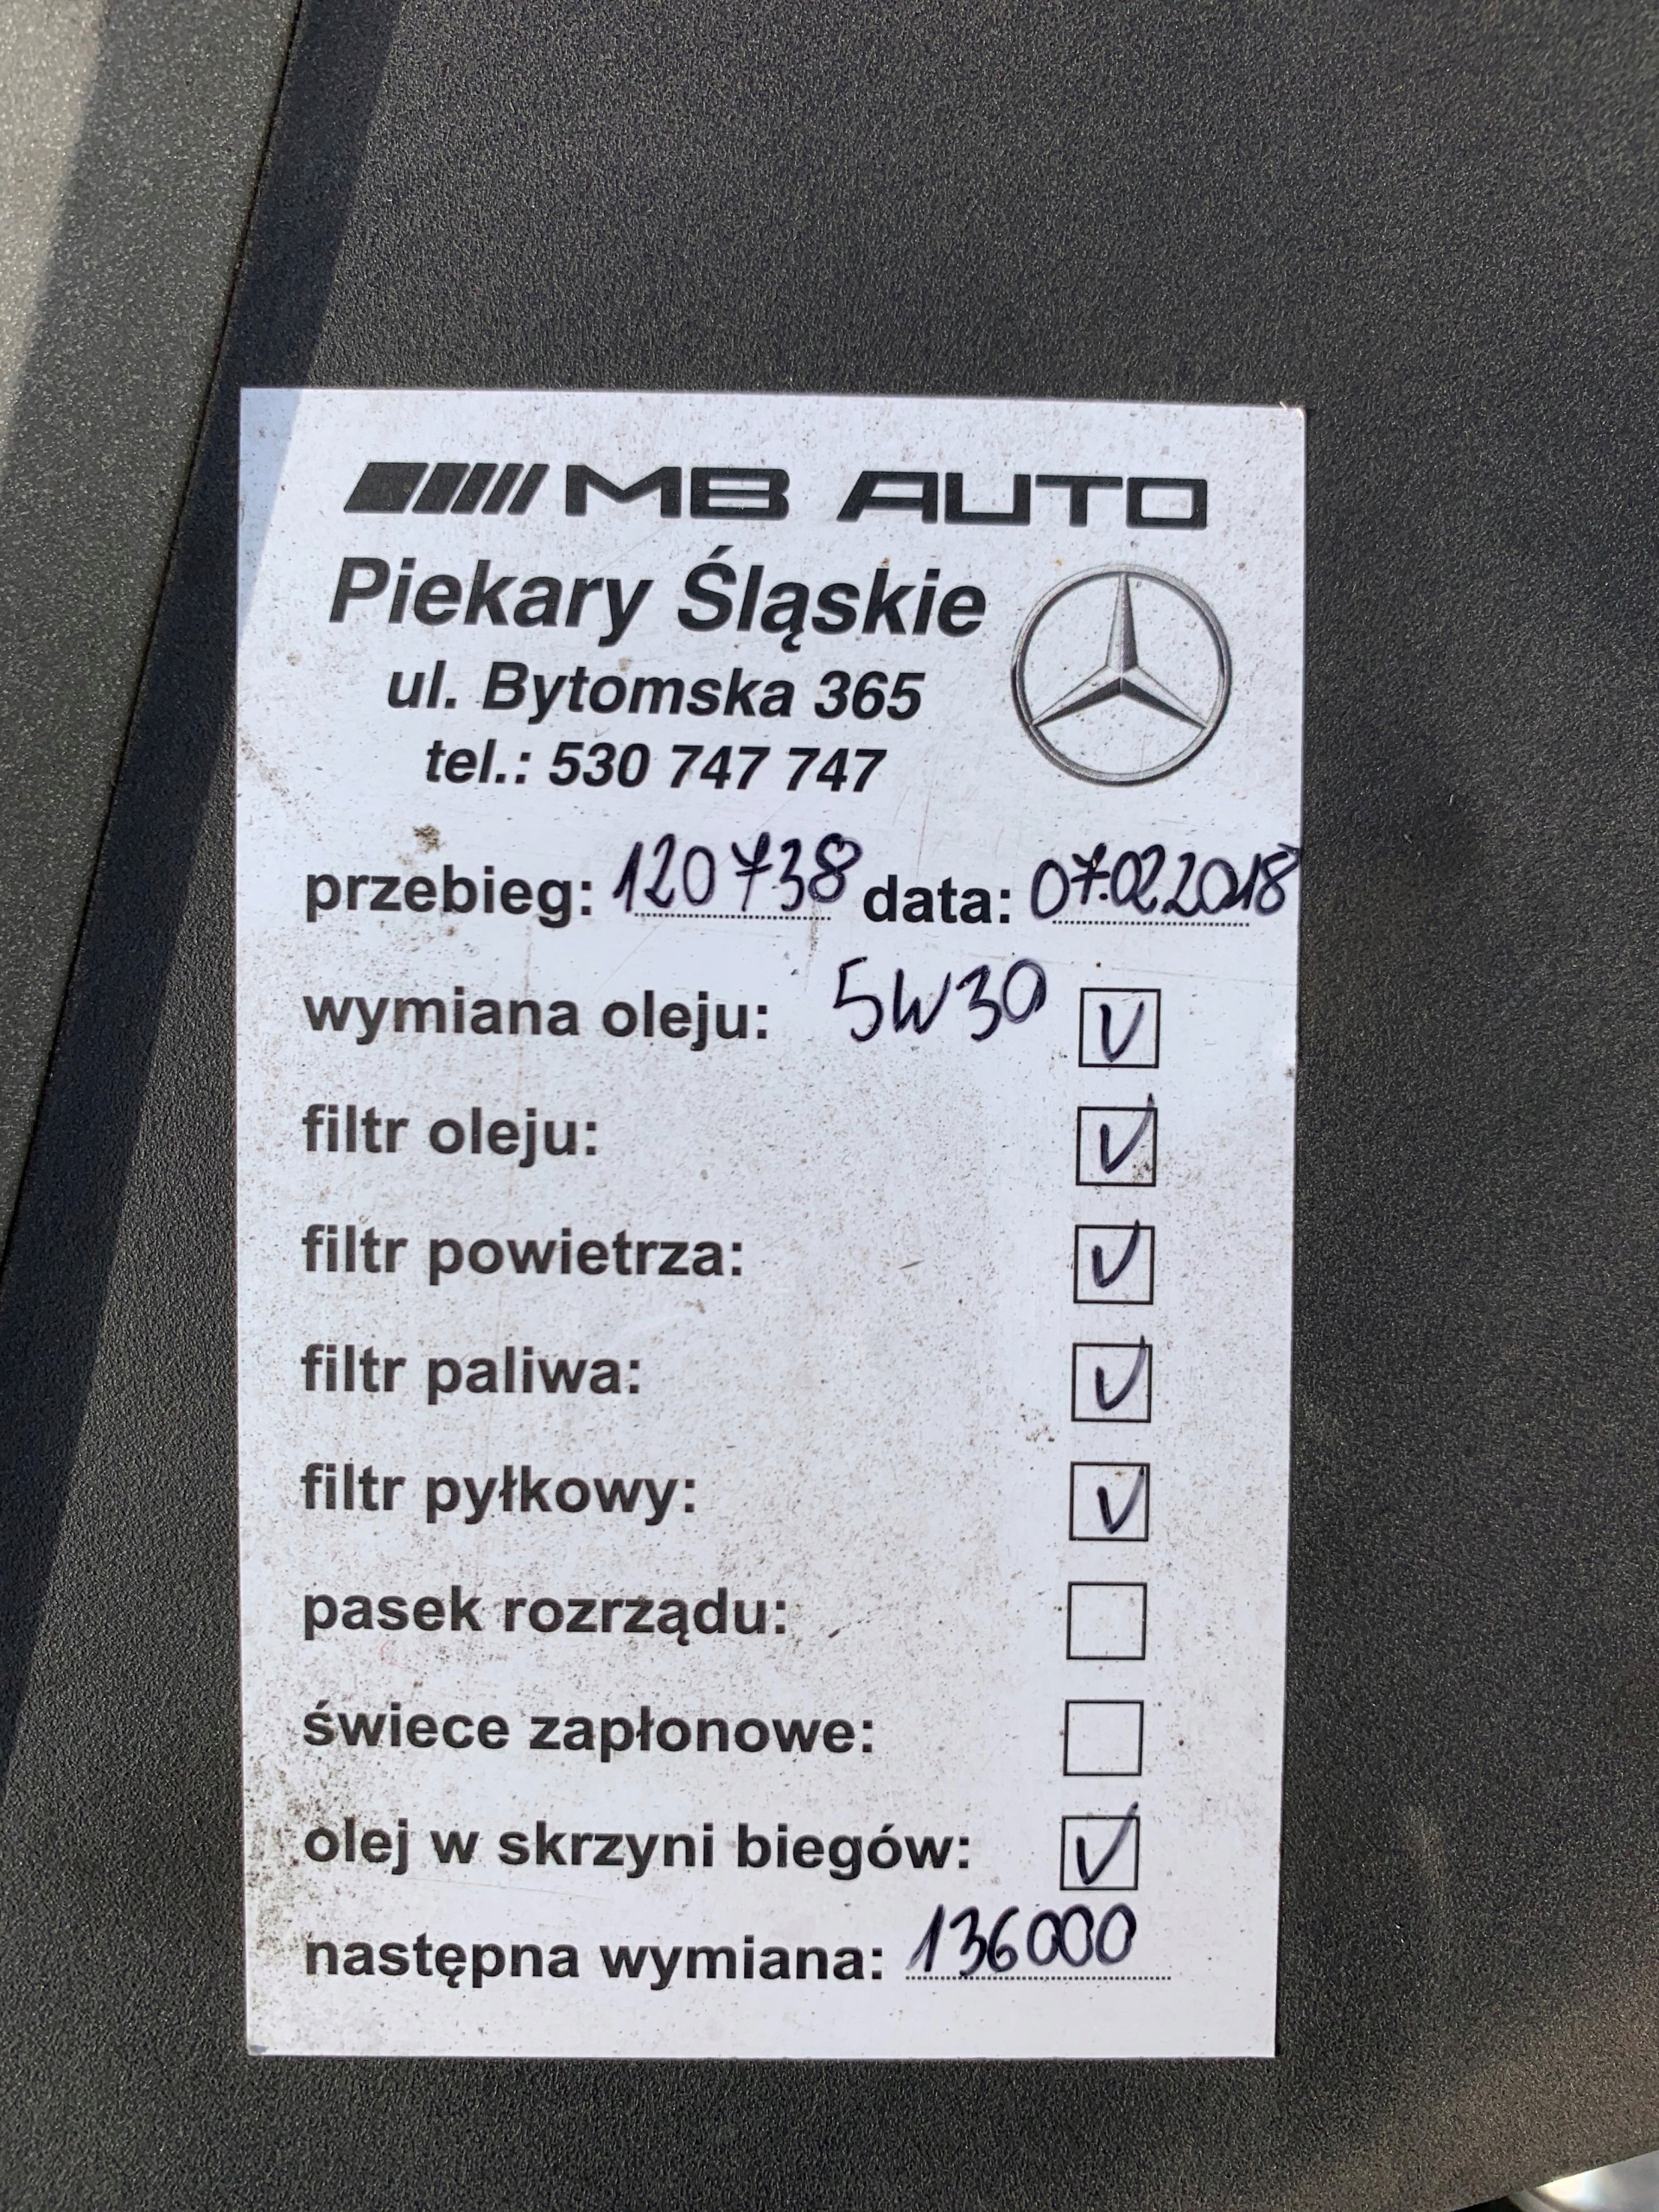 MB AUTO
Piekary Śląskie
ul. Bytomska 365
tel.: 530 747 747
przebieg: 120738 data: 07.02.2018
wymiana oleju: 5W30 V
filtr oleju: V
filtr powietrza: V
filtr paliwa: V
filtr pyłkowy: V
pasek rozrządu:
świece zapłonowe:
olej w skrzyni biegów: V
następna wymiana: 136000